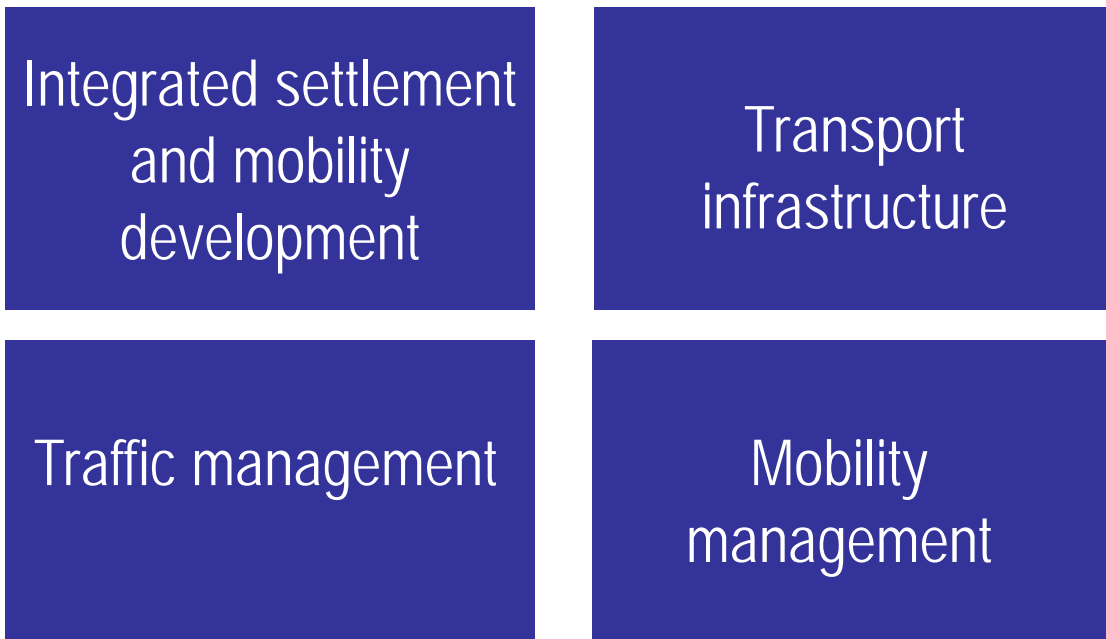 Integrated settlement
and mobility
development
Transport
infrastructure
Traffic management
Mobility
management